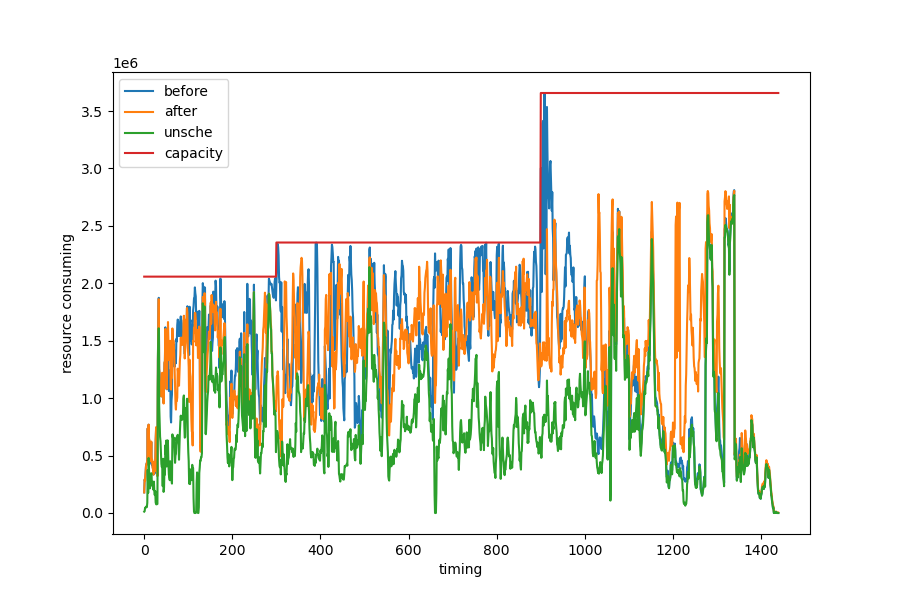 1e6
before
after
unsche
capacity
3.5
3.0
2.5
2.0
1.5
1.0
0.5
0.0
resource consuming
0 200 400 600 800 1000 1200 1400
timing